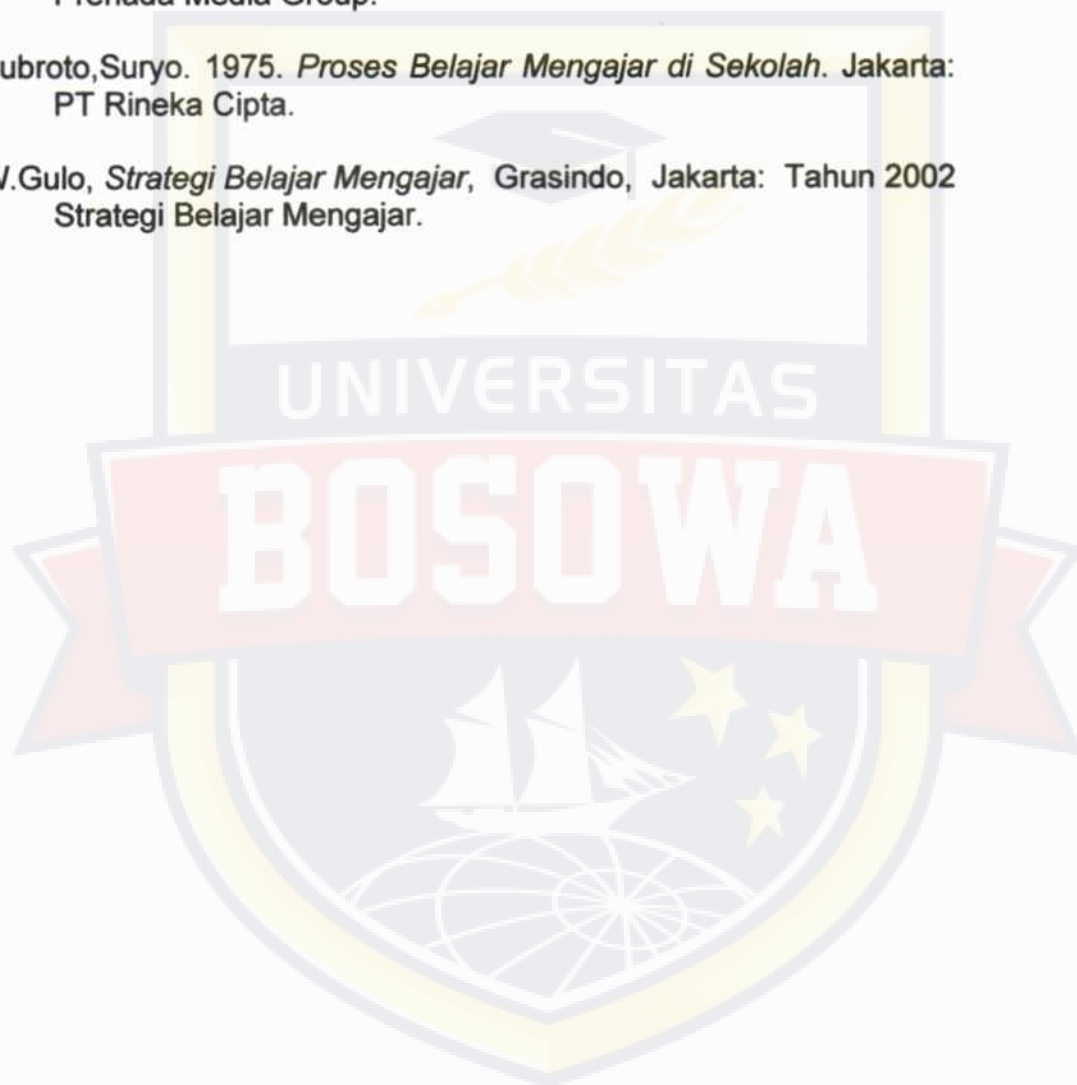 Prenada Media Group.
ubroto,Suryo. 1975. Proses Belajar Mengajar di Sekolah. Jakarta:
PT Rineka Cipta.
.Gulo, Strategi Belajar Mengajar, Grasindo, Jakarta: Tahun 2002
Strategi Belajar Mengajar.
UNIVERSITAS
BOSOWA